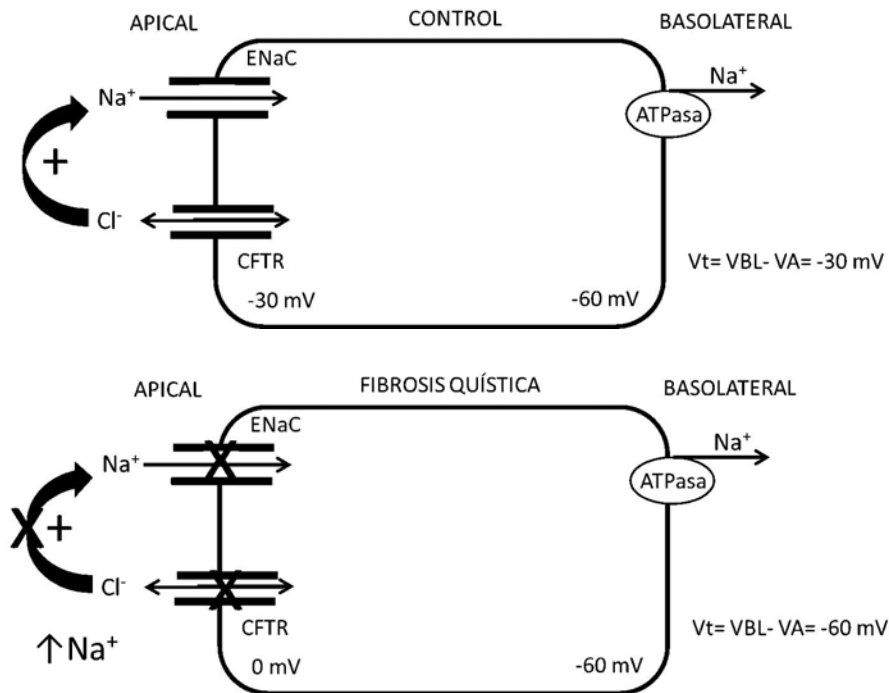 APICAL CONTROL BASOLATERAL
ENaC
Na⁺ Na⁺
ATPasa
+
Cl⁻
CFTR Vt= VBL- VA= -30 mV
-30 mV -60 mV
APICAL FIBROSIS QUÍSTICA BASOLATERAL
ENaC
Na⁺ X Na⁺
ATPasa
X+
Cl⁻ X
CFTR Vt= VBL- VA= -60 mV
↑Na⁺
0 mV -60 mV